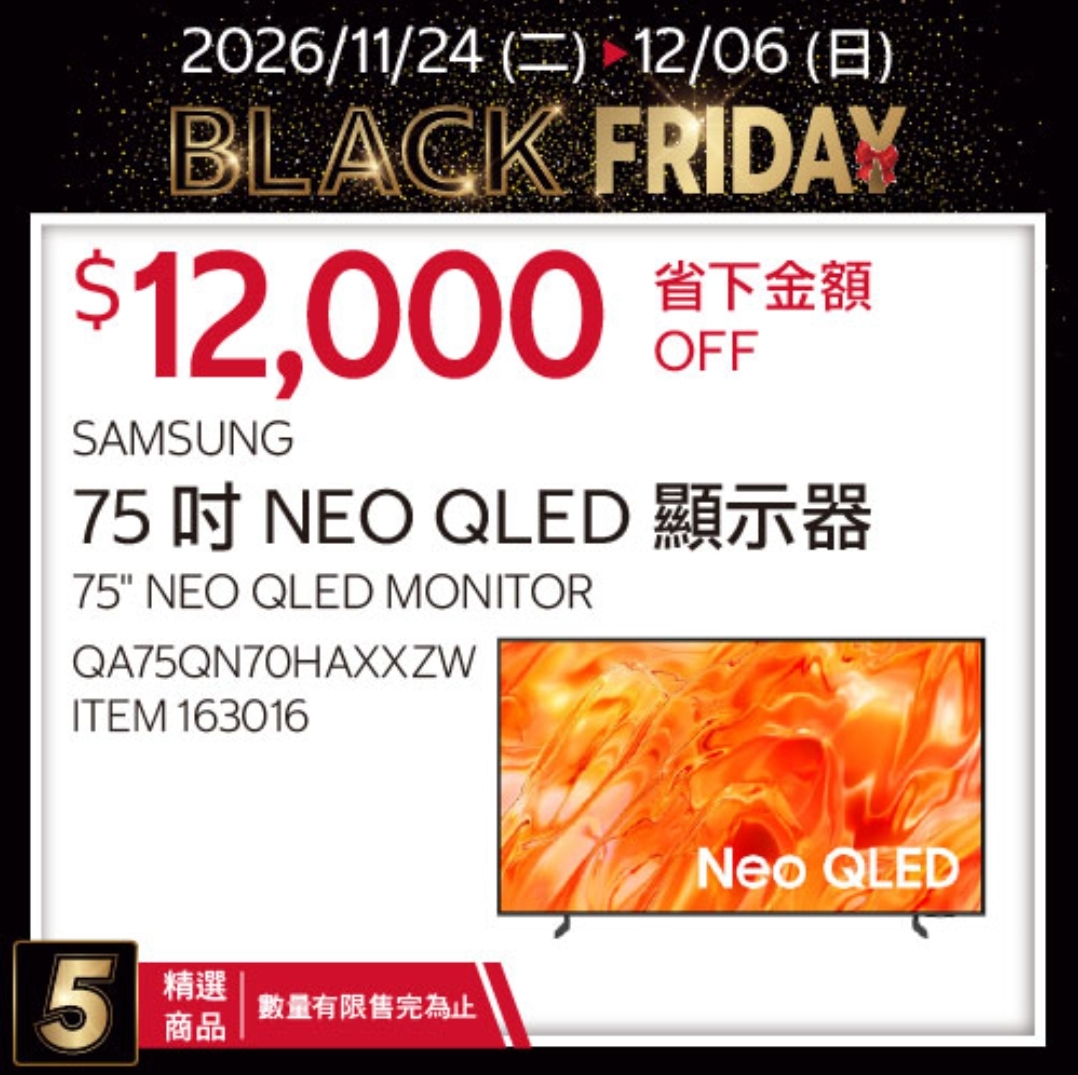 2026/11/24 (二) ▶ 12/06 (日)
BLACK FRIDAY
$12,000 省下金額
OFF
SAMSUNG
75 吋 NEO QLED 顯示器
75" NEO QLED MONITOR
QA75QN70HAXXZW
ITEM 163016
Neo QLED
5
精選
商品
數量有限售完為止